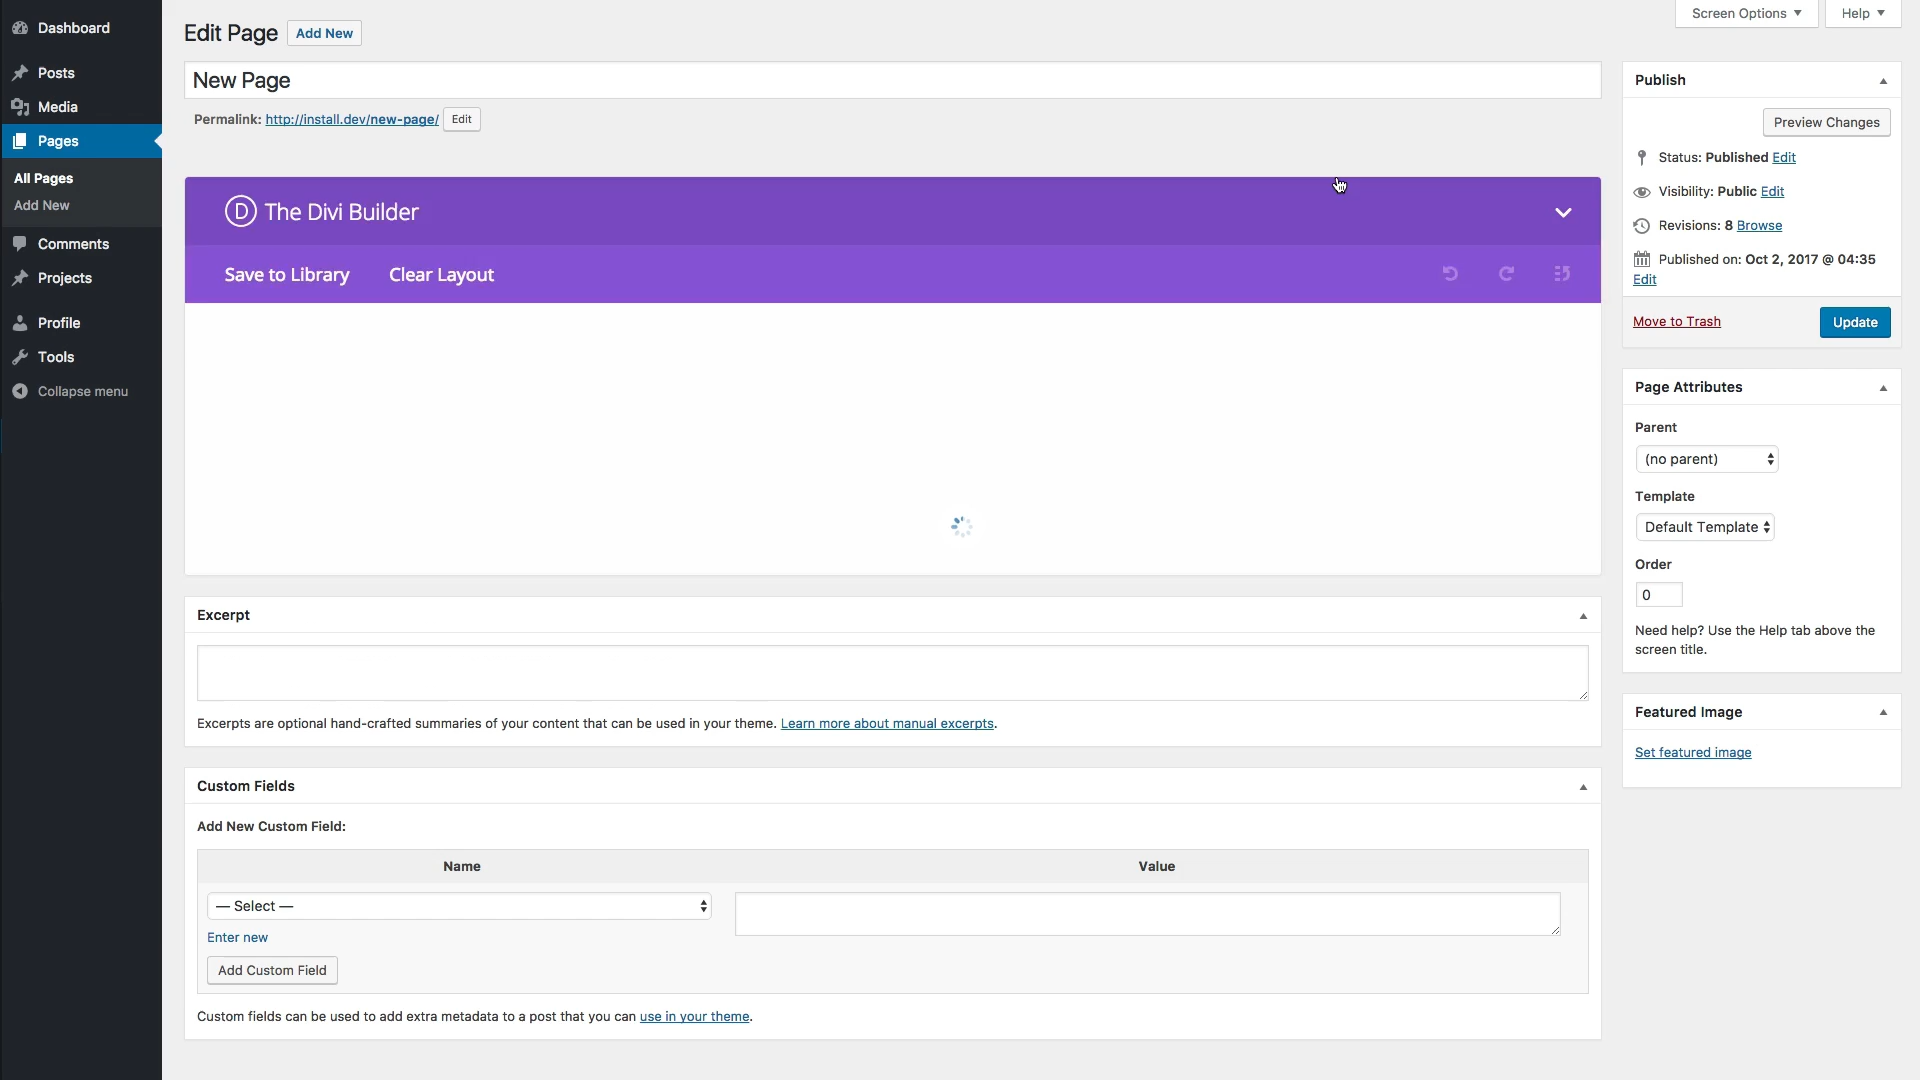 Dashboard
Posts
Media
Pages
All Pages
Add New
Comments
Projects
Profile
Tools
Collapse menu
Screen Options
Help
Edit Page
Add New
New Page
Permalink: http://install.dev/new-page/
Edit
D The Divi Builder
Save to Library
Clear Layout
Excerpt
Excerpts are optional hand-crafted summaries of your content that can be used in your theme. Learn more about manual excerpts.
Custom Fields
Add New Custom Field:
Name
Value
— Select —
Enter new
Add Custom Field
Custom fields can be used to add extra metadata to a post that you can use in your theme.
Publish
Preview Changes
Status: Published Edit
Visibility: Public Edit
Revisions: 8 Browse
Published on: Oct 2, 2017 @ 04:35
Edit
Move to Trash
Update
Page Attributes
Parent
(no parent)
Template
Default Template
Order
0
Need help? Use the Help tab above the
screen title.
Featured Image
Set featured image